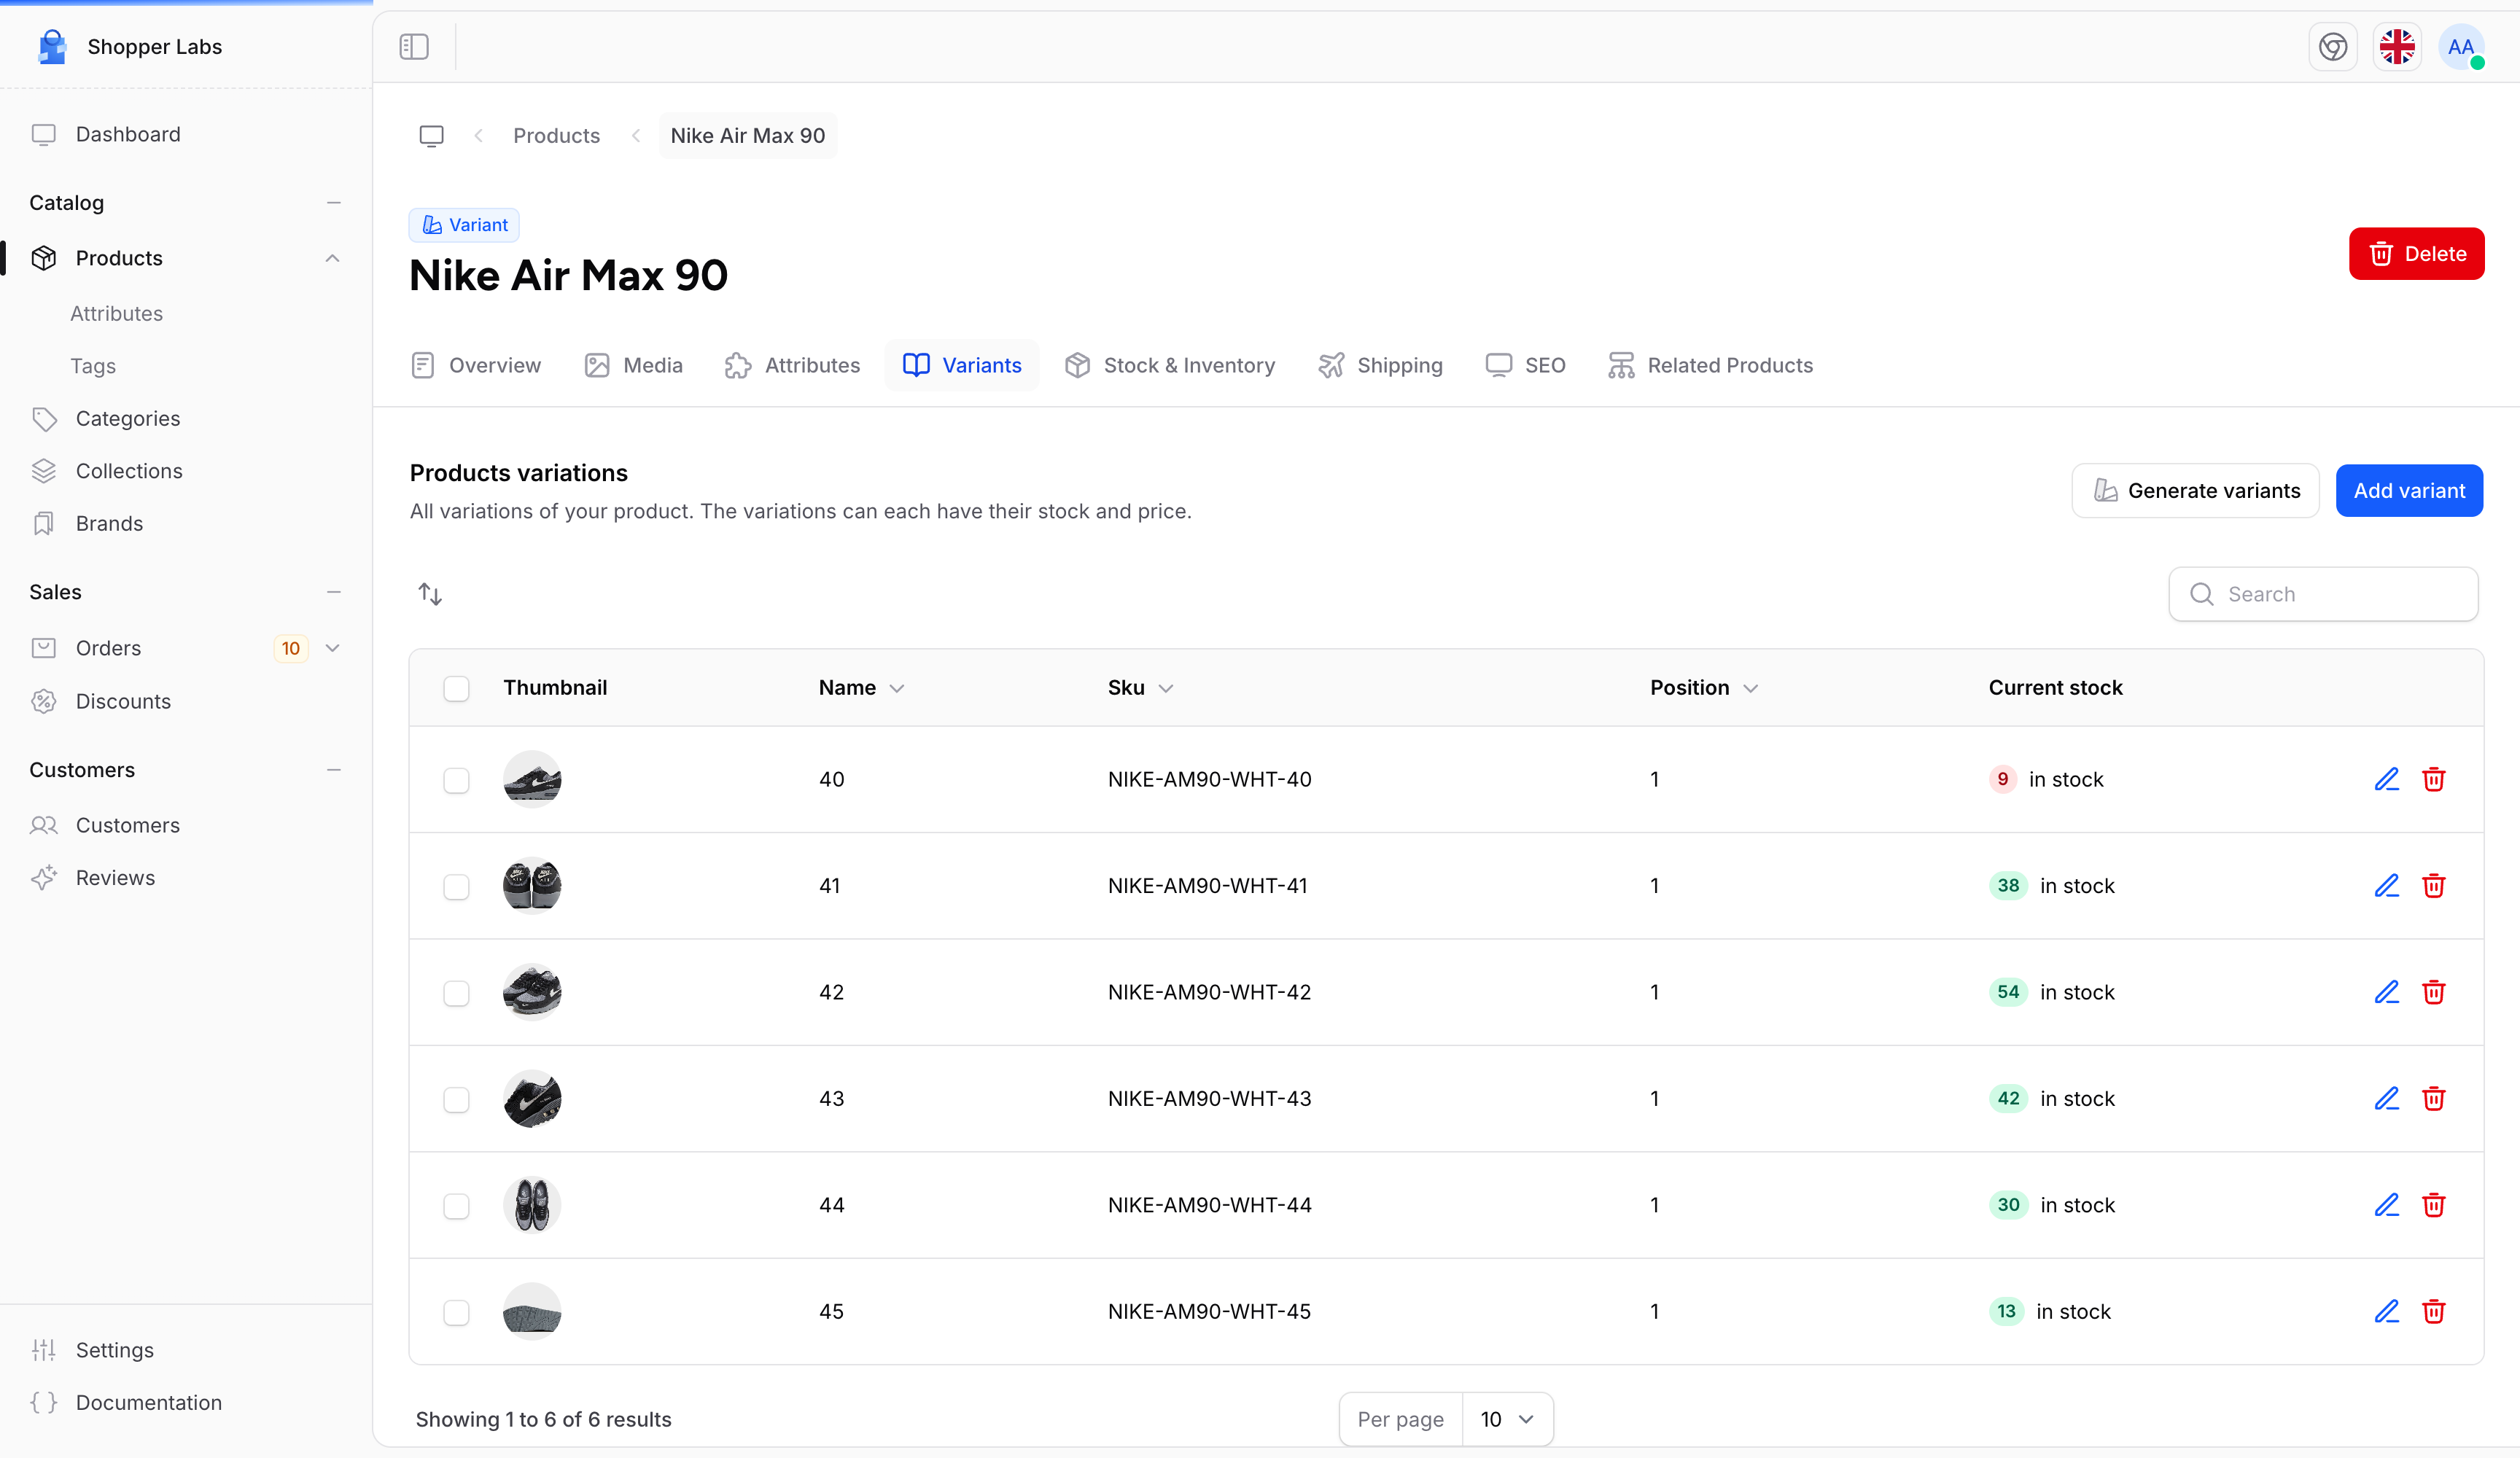 Shopper Labs
AA
Dashboard
Catalog
Products
Attributes
Tags
Categories
Collections
Brands
Sales
Orders 10
Discounts
Customers
Customers
Reviews
Settings
Documentation
Products
Nike Air Max 90
Variant
Nike Air Max 90
Delete
Overview Media Attributes Variants Stock & Inventory Shipping SEO Related Products
Products variations
All variations of your product. The variations can each have their stock and price.
Generate variants
Add variant
Search
Thumbnail Name Sku Position Current stock
40 NIKE-AM90-WHT-40 1 9 in stock
41 NIKE-AM90-WHT-41 1 38 in stock
42 NIKE-AM90-WHT-42 1 54 in stock
43 NIKE-AM90-WHT-43 1 42 in stock
44 NIKE-AM90-WHT-44 1 30 in stock
45 NIKE-AM90-WHT-45 1 13 in stock
Showing 1 to 6 of 6 results
Per page 10